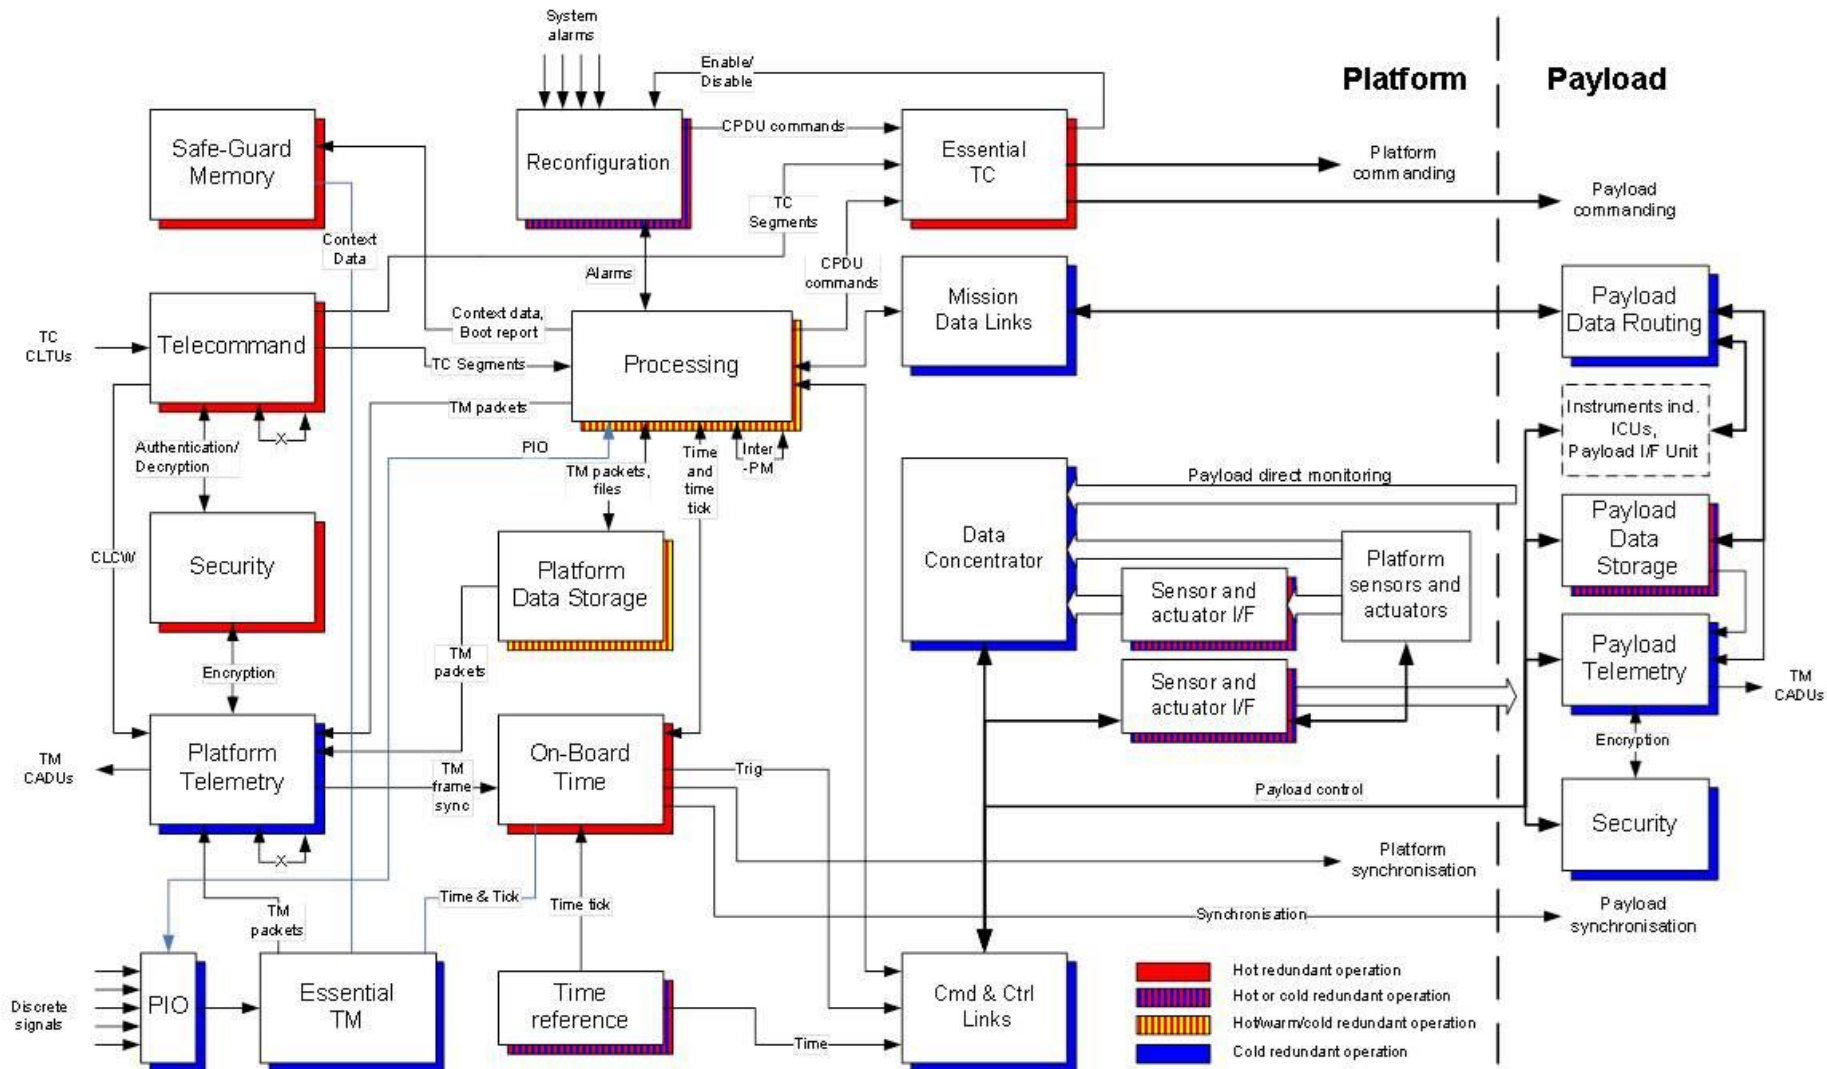 System
alarms
Enable/
Disable
Platform
Payload
Safe-Guard
Memory
Reconfiguration
CPDU commands
Essential
TC
Platform
commanding
Payload
commanding
TC
Segments
Context
Data
Alarms
CPDU
commands
Mission
Data Links
Payload
Data Routing
TC
CLTUs
Telecommand
Context data,
Boot report
TC Segments
Processing
TM packets
Instruments incl.
ICUs,
Payload I/F Unit
X
Authentication/
Decryption
PIO
TM packets,
files
Time
and
time
tick
Inter
-PM
Payload direct monitoring
CLCW
Security
Platform
Data Storage
Data
Concentrator
Sensor and
actuator I/F
Platform
sensors and
actuators
Payload
Data
Storage
Encryption
TM
packets
Sensor and
actuator I/F
Payload
Telemetry
TM
CADUs
TM
CADUs
Platform
Telemetry
TM
frame
sync
On-Board
Time
Trig
Payload control
Encryption
Security
X
Platform
synchronisation
Time & Tick
Time tick
TM
packets
Synchronisation
Payload
synchronisation
Discrete
signals
PIO
Essential
TM
Time
reference
Time
Cmd & Ctrl
Links
Hot redundant operation
Hot or cold redundant operation
Hot/warm/cold redundant operation
Cold redundant operation